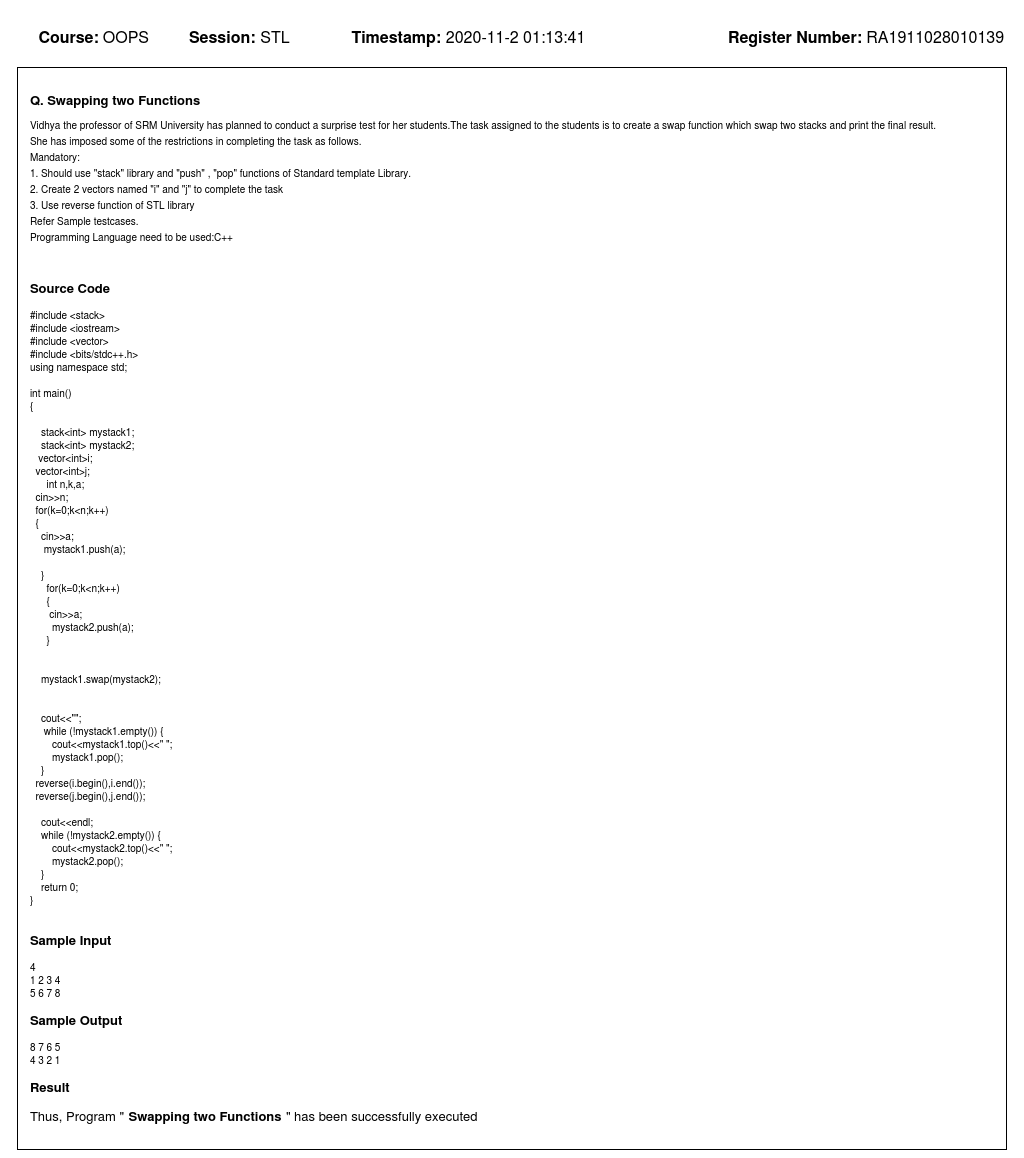 Course: OOPS Session: STL Timestamp: 2020-11-2 01:13:41 Register Number: RA1911028010139
Q. Swapping two Functions
Vidhya the professor of SRM University has planned to conduct a surprise test for her students.The task assigned to the students is to create a swap function which swap two stacks and print the final result.
She has imposed some of the restrictions in completing the task as follows.
Mandatory:
1. Should use "stack" library and "push" , "pop" functions of Standard template Library.
2. Create 2 vectors named "i" and "j" to complete the task
3. Use reverse function of STL library
Refer Sample testcases.
Programming Language need to be used:C++
Source Code
#include <stack>
#include <iostream>
#include <vector>
#include <bits/stdc++.h>
using namespace std;
int main()
{
stack<int> mystack1;
stack<int> mystack2;
vector<int>i;
vector<int>j;
int n,k,a;
cin>>n;
for(k=0;k<n;k++)
{
cin>>a;
mystack1.push(a);
}
for(k=0;k<n;k++)
{
cin>>a;
mystack2.push(a);
}
mystack1.swap(mystack2);
cout<<"";
while (!mystack1.empty()) {
cout<<mystack1.top()<<" ";
mystack1.pop();
}
reverse(i.begin(),i.end());
reverse(j.begin(),j.end());
cout<<endl;
while (!mystack2.empty()) {
cout<<mystack2.top()<<" ";
mystack2.pop();
}
return 0;
}
Sample Input
4
1 2 3 4
5 6 7 8
Sample Output
8 7 6 5
4 3 2 1
Result
Thus, Program " Swapping two Functions " has been successfully executed